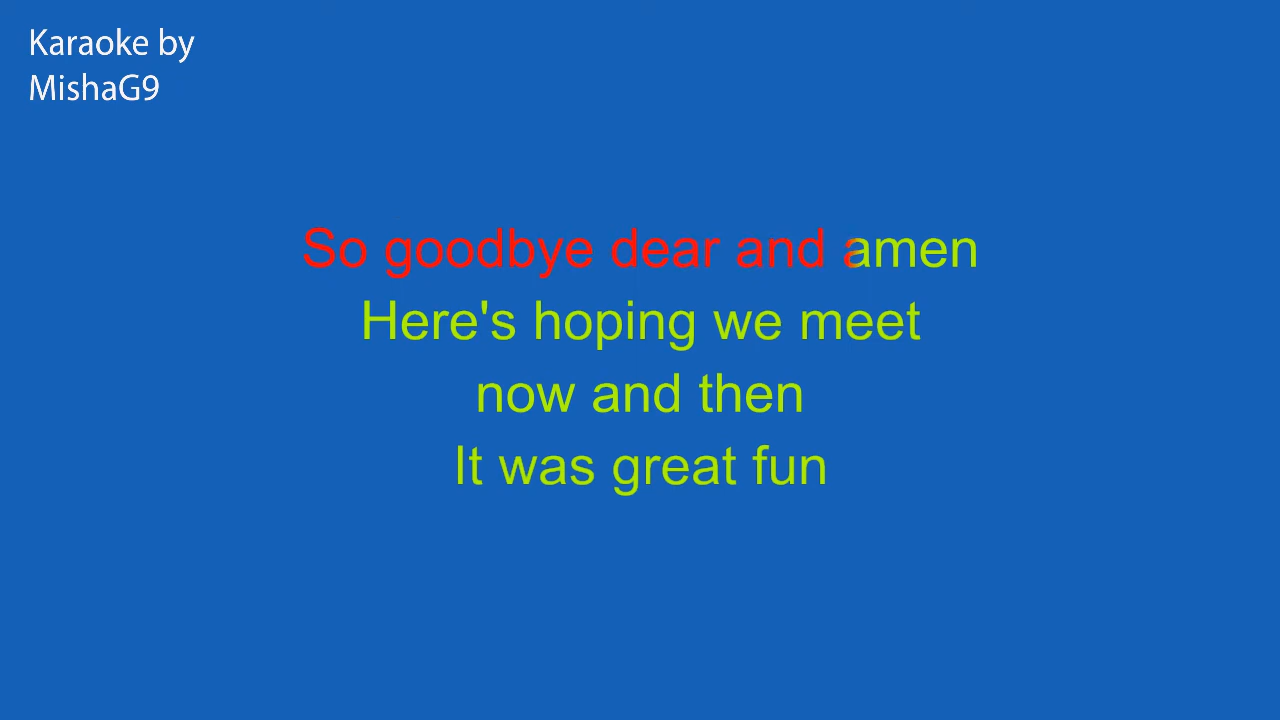 Karaoke by
MishaG9
So goodbye dear and amen
Here's hoping we meet
now and then
It was great fun